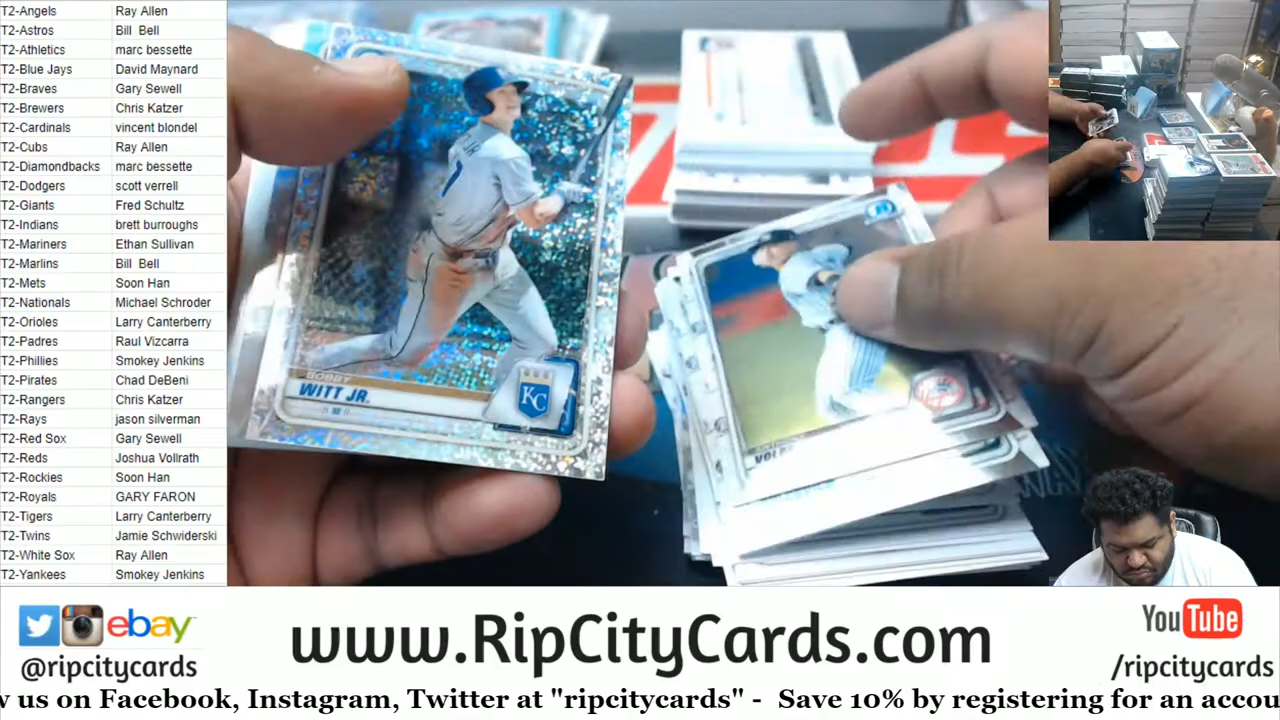 T2-Angels Ray Allen
T2-Astros Bill Bell
T2-Athletics marc bessette
T2-Blue Jays David Maynard
T2-Braves Gary Sewell
T2-Brewers Chris Katzer
T2-Cardinals vincent blondel
T2-Cubs Ray Allen
T2-Diamondbacks marc bessette
T2-Dodgers scott verrell
T2-Giants Fred Schultz
T2-Indians brett burroughs
T2-Mariners Ethan Sullivan
T2-Marlins Bill Bell
T2-Mets Soon Han
T2-Nationals Michael Schroder
T2-Orioles Larry Canterberry
T2-Padres Raul Vizcarra
T2-Phillies Smokey Jenkins
T2-Pirates Chad DeBeni
T2-Rangers Chris Katzer
T2-Rays jason silverman
T2-Red Sox Gary Sewell
T2-Reds Joshua Vollrath
T2-Rockies Soon Han
T2-Royals GARY FARON
T2-Tigers Larry Canterberry
T2-Twins Jamie Schwiderski
T2-White Sox Ray Allen
T2-Yankees Smokey Jenkins
7
BOBBY
WITT JR.
KC
ebay
@ripcitycards
www.RipCityCards.com
YouTube
/ripcitycards
w us on Facebook, Instagram, Twitter at "ripcitycards" - Save 10% by registering for an accou